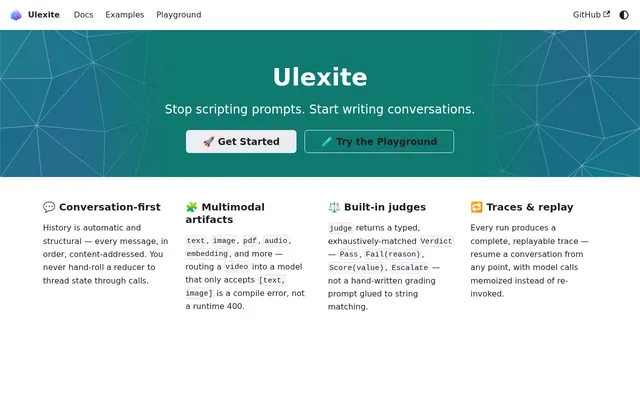 Ulexite Docs Examples Playground GitHub
Ulexite
Stop scripting prompts. Start writing conversations.
🚀 Get Started 🧪 Try the Playground
💬 Conversation-first
History is automatic and
structural — every message, in
order, content-addressed. You
never hand-roll a reducer to
thread state through calls.
🧩 Multimodal
artifacts
text, image, pdf, audio,
embedding, and more —
routing a video into a model
that only accepts [text,
image] is a compile error, not
a runtime 400.
⚖️ Built-in judges
judge returns a typed,
exhaustively-matched Verdict
— Pass, Fail(reason),
Score(value), Escalate —
not a hand-written grading
prompt glued to string
matching.
🔁 Traces & replay
Every run produces a
complete, replayable trace —
resume a conversation from
any point, with model calls
memoized instead of re-
invoked.